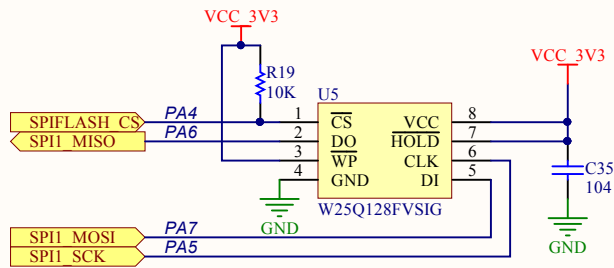 VCC_3V3
VCC_3V3
R19
10K
U5
SPIFLASH_CS
PA4
1
CS
VCC
8
SPI1_MISO
PA6
2
DO
HOLD
7
3
WP
CLK
6
4
GND
DI
5
C35
104
W25Q128FVSIG
GND
GND
SPI1_MOSI
PA7
SPI1_SCK
PA5